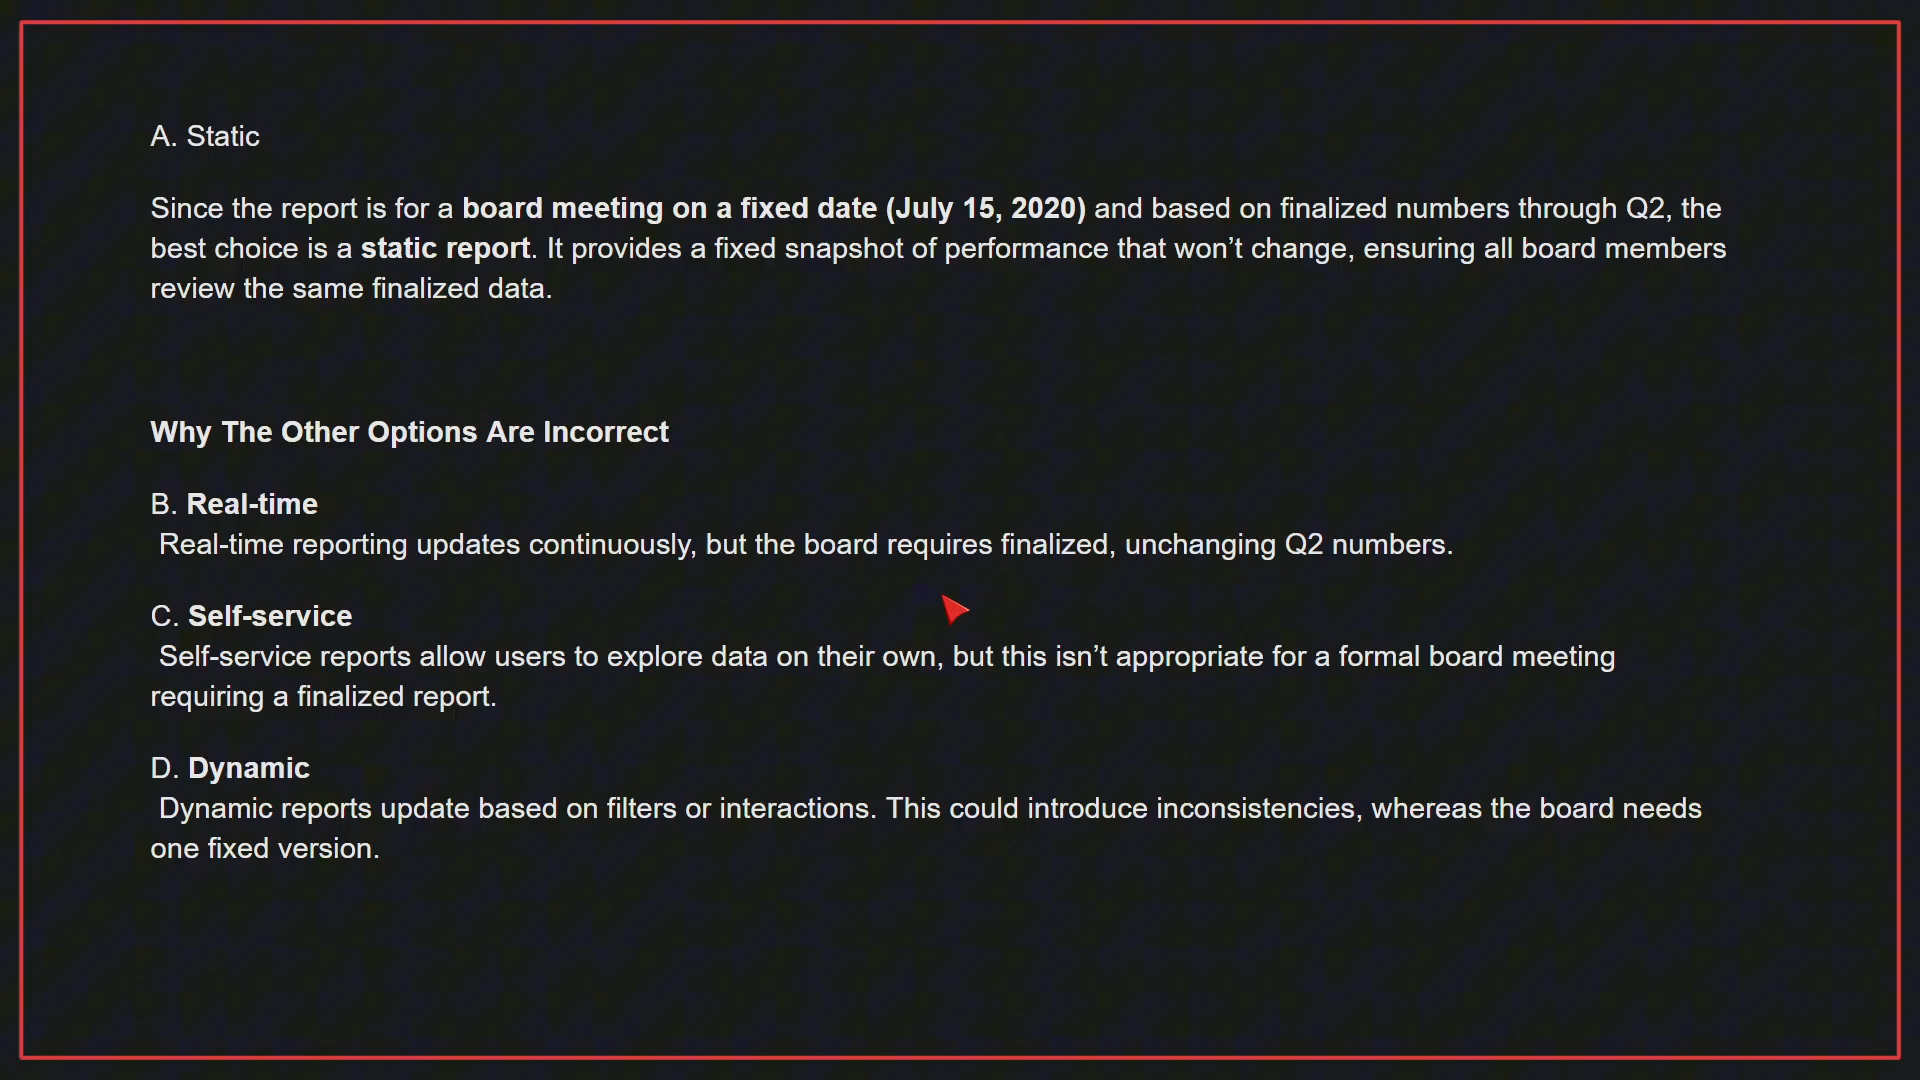 A. Static
Since the report is for a board meeting on a fixed date (July 15, 2020) and based on finalized numbers through Q2, the
best choice is a static report. It provides a fixed snapshot of performance that won’t change, ensuring all board members
review the same finalized data.
Why The Other Options Are Incorrect
B. Real-time
Real-time reporting updates continuously, but the board requires finalized, unchanging Q2 numbers.
C. Self-service
Self-service reports allow users to explore data on their own, but this isn’t appropriate for a formal board meeting
requiring a finalized report.
D. Dynamic
Dynamic reports update based on filters or interactions. This could introduce inconsistencies, whereas the board needs
one fixed version.